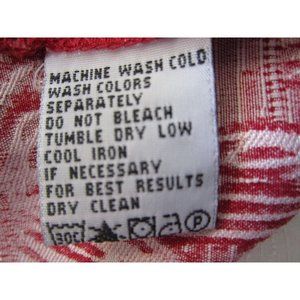 MACHINE WASH COLD
WASH COLORS
SEPARATELY
DO NOT BLEACH
TUMBLE DRY LOW
COOL IRON
IF NECESSARY
FOR BEST RESULTS
DRY CLEAN
30C P